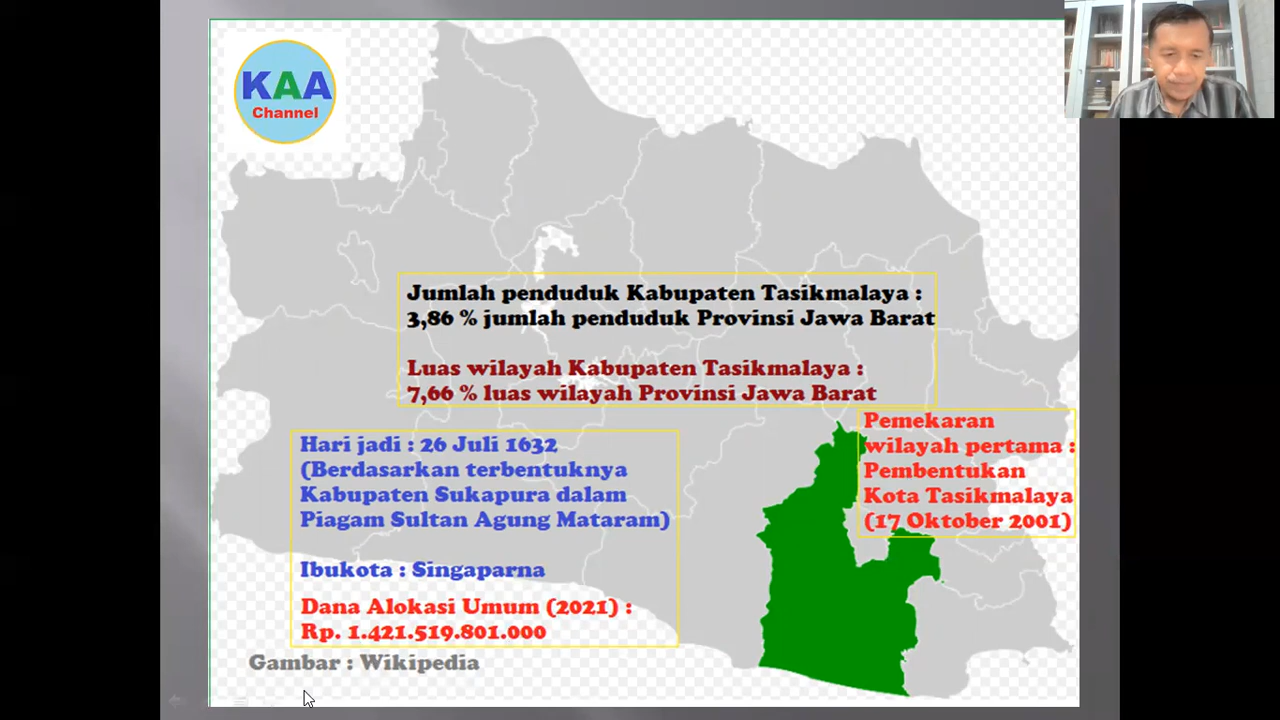 KAA
Channel
Jumlah penduduk Kabupaten Tasikmalaya :
3,86 % jumlah penduduk Provinsi Jawa Barat
Luas wilayah Kabupaten Tasikmalaya :
7,66 % luas wilayah Provinsi Jawa Barat
Pemekaran
wilayah pertama :
Pembentukan
Kota Tasikmalaya
(17 Oktober 2001)
Hari jadi : 26 Juli 1632
(Berdasarkan terbentuknya
Kabupaten Sukapura dalam
Piagam Sultan Agung Mataram)
Ibukota : Singaparna
Dana Alokasi Umum (2021) :
Rp. 1.421.519.801.000
Gambar : Wikipedia